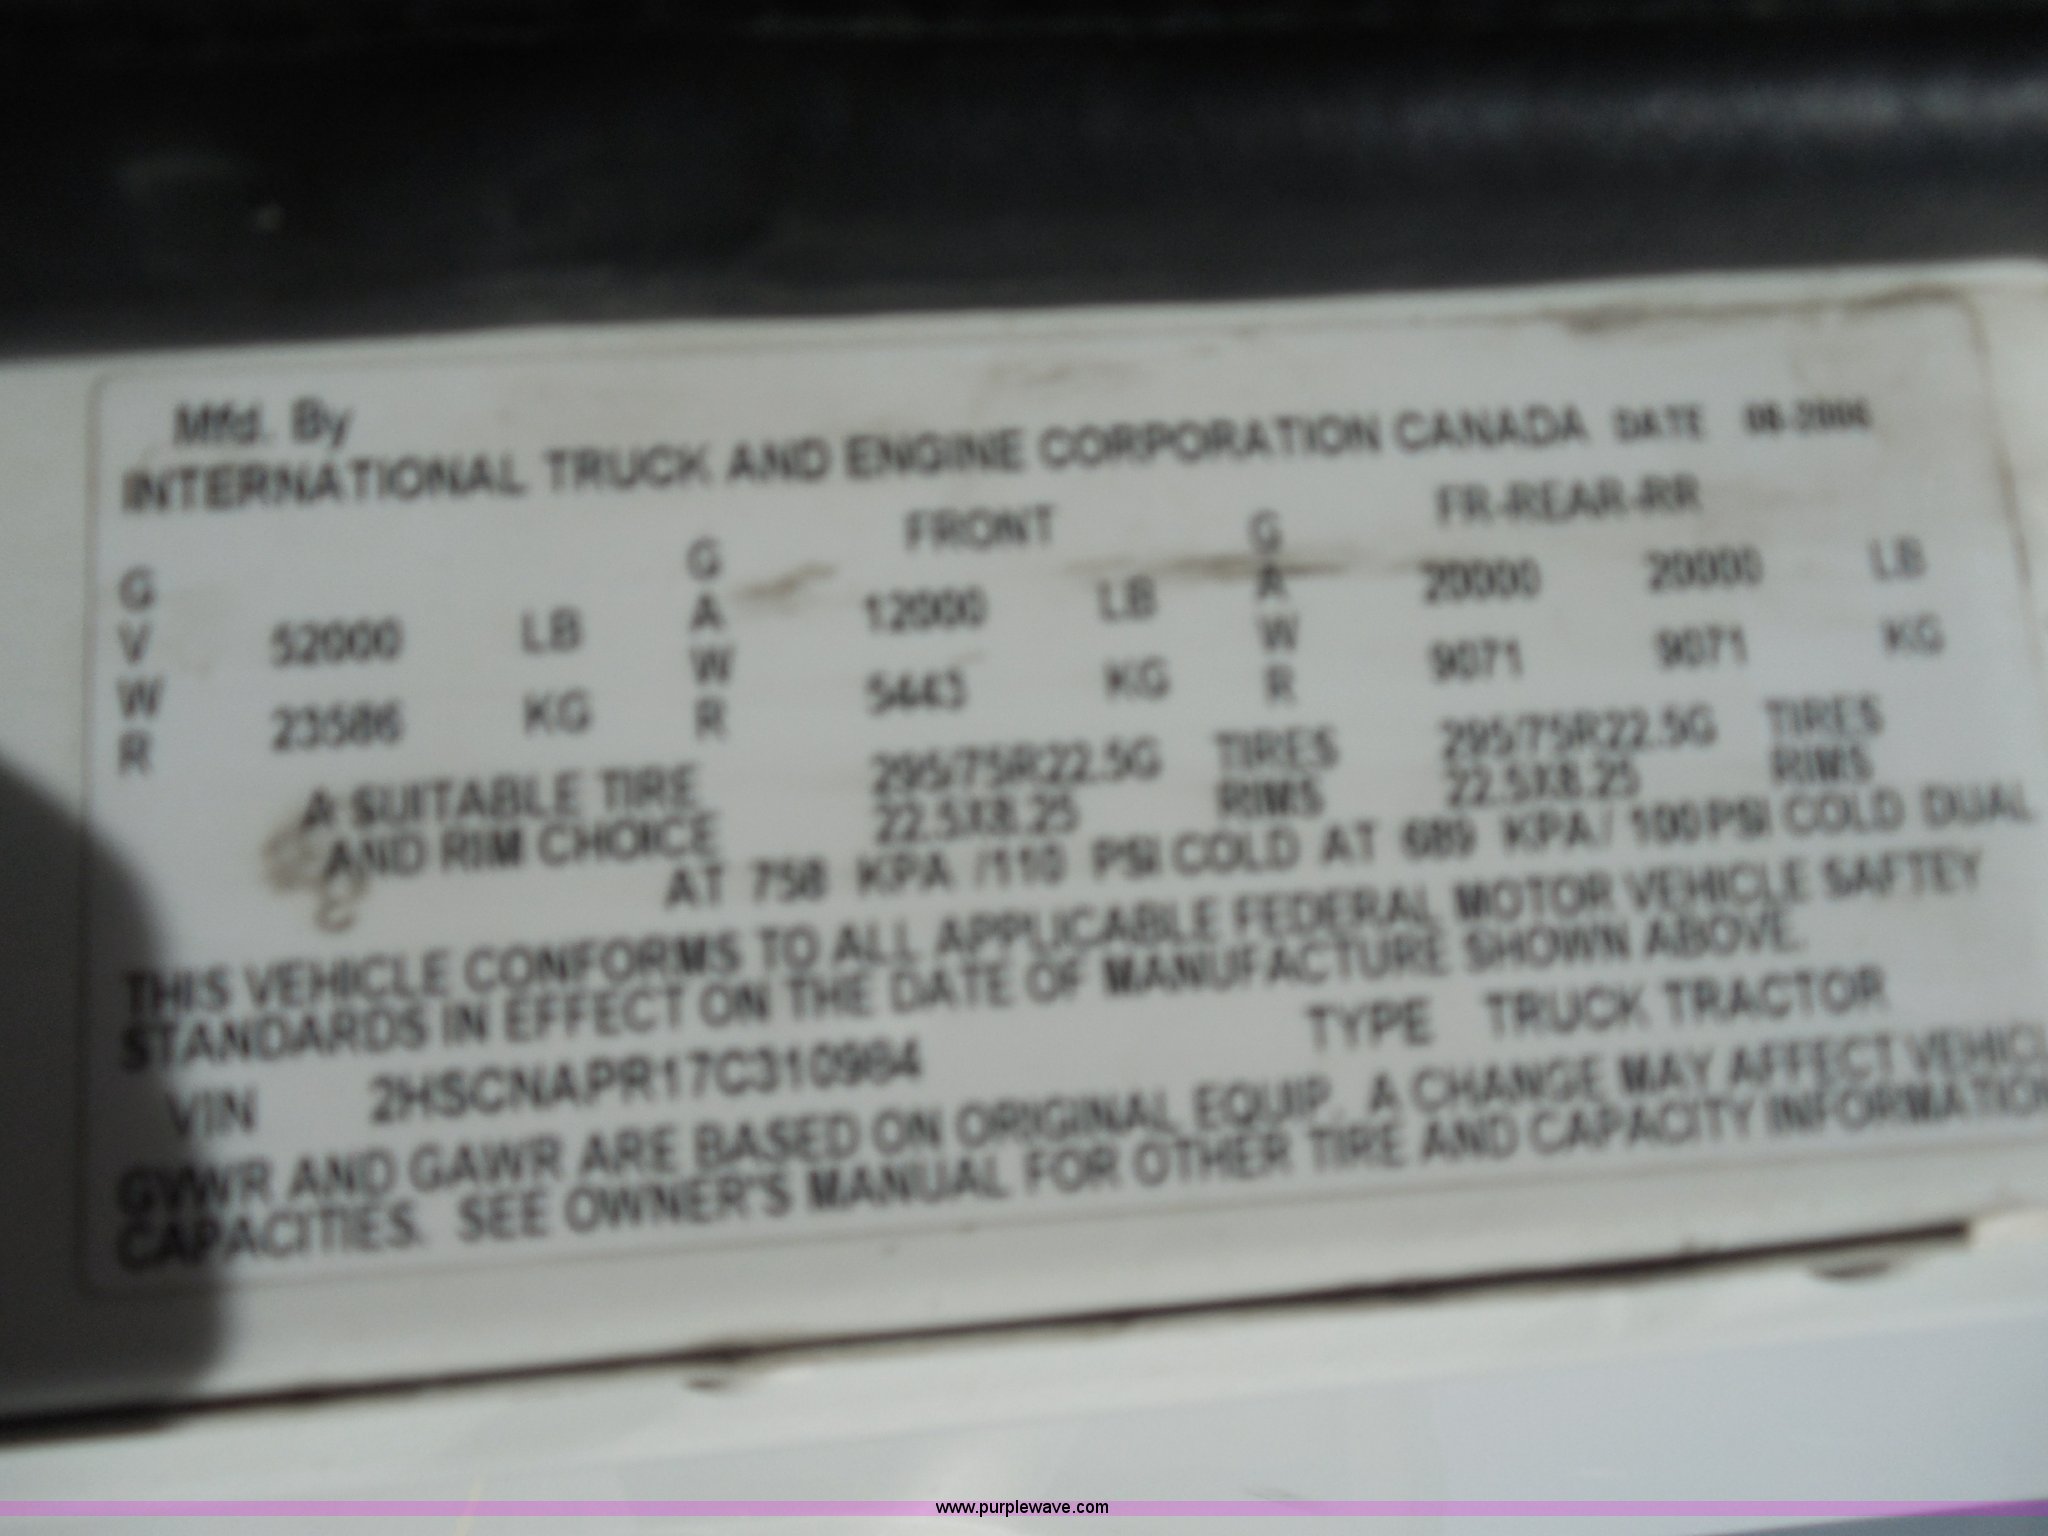 Mfd. By
INTERNATIONAL TRUCK AND ENGINE CORPORATION CANADA DATE
FRONT FR-REAR-RR
GVWR 52000 LB GAWR 12000 LB GAWR 20000 20000 LB
23586 KG 5443 KG 9071 9071 KG
A SUITABLE TIRE 295/75R22.5G TIRES 295/75R22.5G TIRES
AND RIM CHOICE 22.5X8.25 RIMS 22.5X8.25 RIMS
AT 758 KPA /110 PSI COLD AT 689 KPA/ 100 PSI COLD DUAL
THIS VEHICLE CONFORMS TO ALL APPLICABLE FEDERAL MOTOR VEHICLE SAFTEY
STANDARDS IN EFFECT ON THE DATE OF MANUFACTURE SHOWN ABOVE.
VIN 2HSCNAPR17C310984 TYPE TRUCK TRACTOR
GVWR AND GAWR ARE BASED ON ORIGINAL EQUIP. A CHANGE MAY AFFECT VEHICL
CAPACITIES. SEE OWNER'S MANUAL FOR OTHER TIRE AND CAPACITY INFORMATION
www.purplewave.com